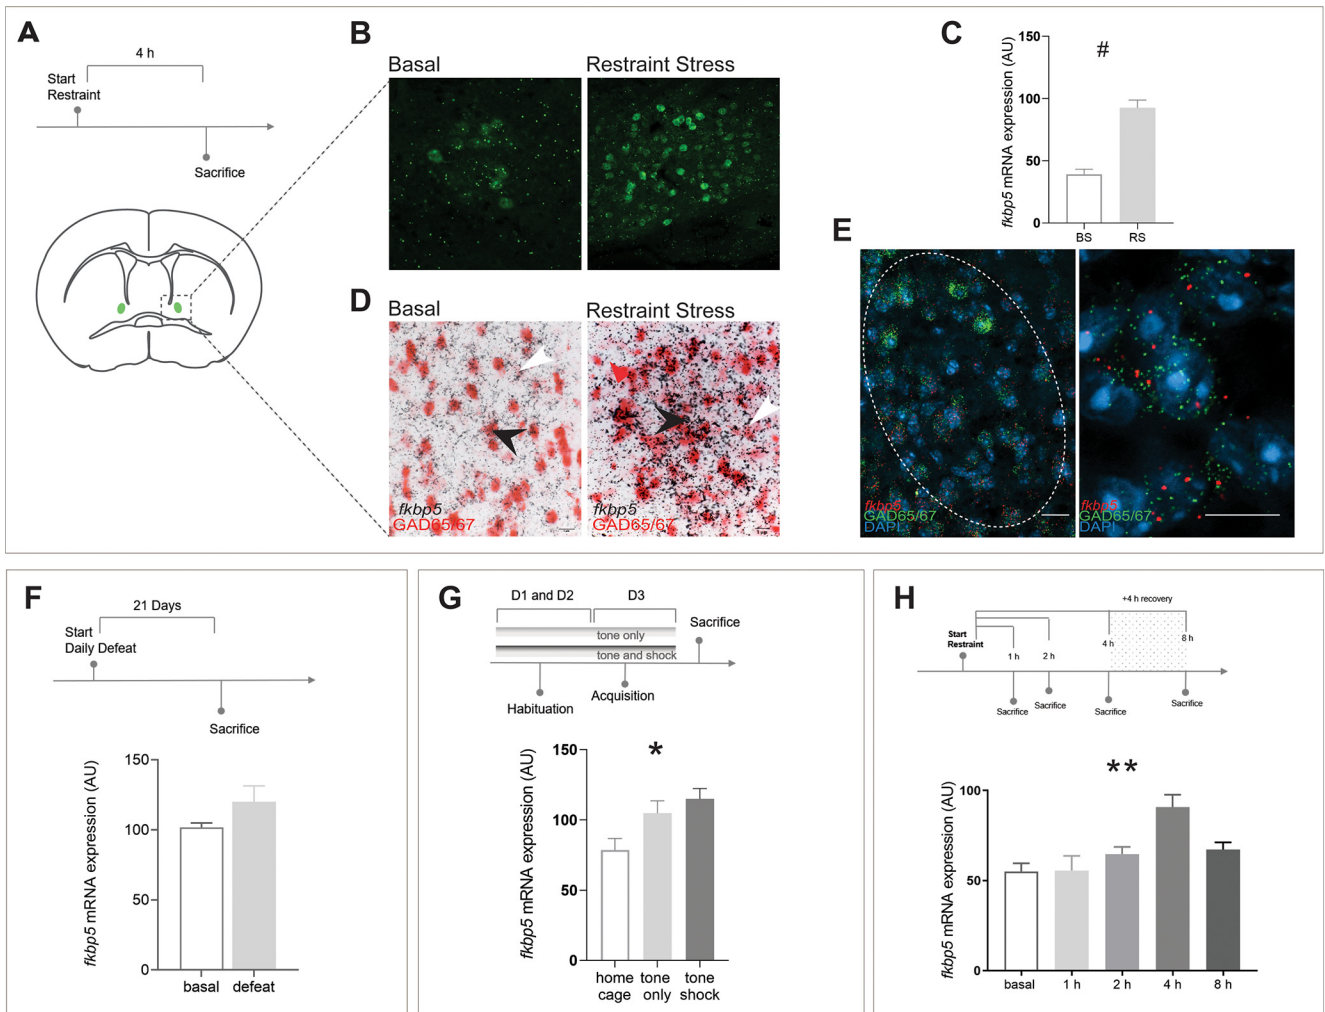 A
4 h
Start
Restraint
Sacrifice
B
Basal
Restraint Stress
C
fkbp5 mRNA expression (AU)
150
100
50
0
#
BS
RS
D
Basal
Restraint Stress
fkbp5
GAD65/67
fkbp5
GAD65/67
E
fkbp5
GAD65/67
DAPI
fkbp5
GAD65/67
DAPI
F
21 Days
Start
Daily Defeat
Sacrifice
fkbp5 mRNA expression (AU)
150
100
50
0
basal
defeat
G
D1 and D2
D3
tone only
tone and shock
Sacrifice
Habituation
Acquisition
fkbp5 mRNA expression (AU)
150
100
50
0
*
home cage
tone only
tone shock
H
+4 h recovery
Start
Restraint
1 h
2 h
4 h
8 h
Sacrifice
Sacrifice
Sacrifice
Sacrifice
fkbp5 mRNA expression (AU)
100
50
0
**
basal
1 h
2 h
4 h
8 h